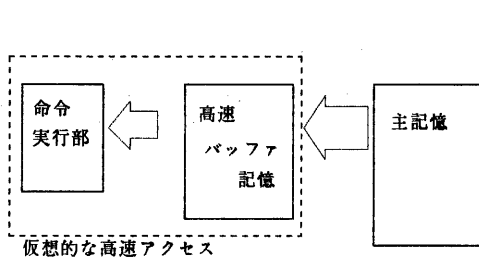 命令
実行部
高速
バッファ
記憶
主記憶
仮想的な高速アクセス